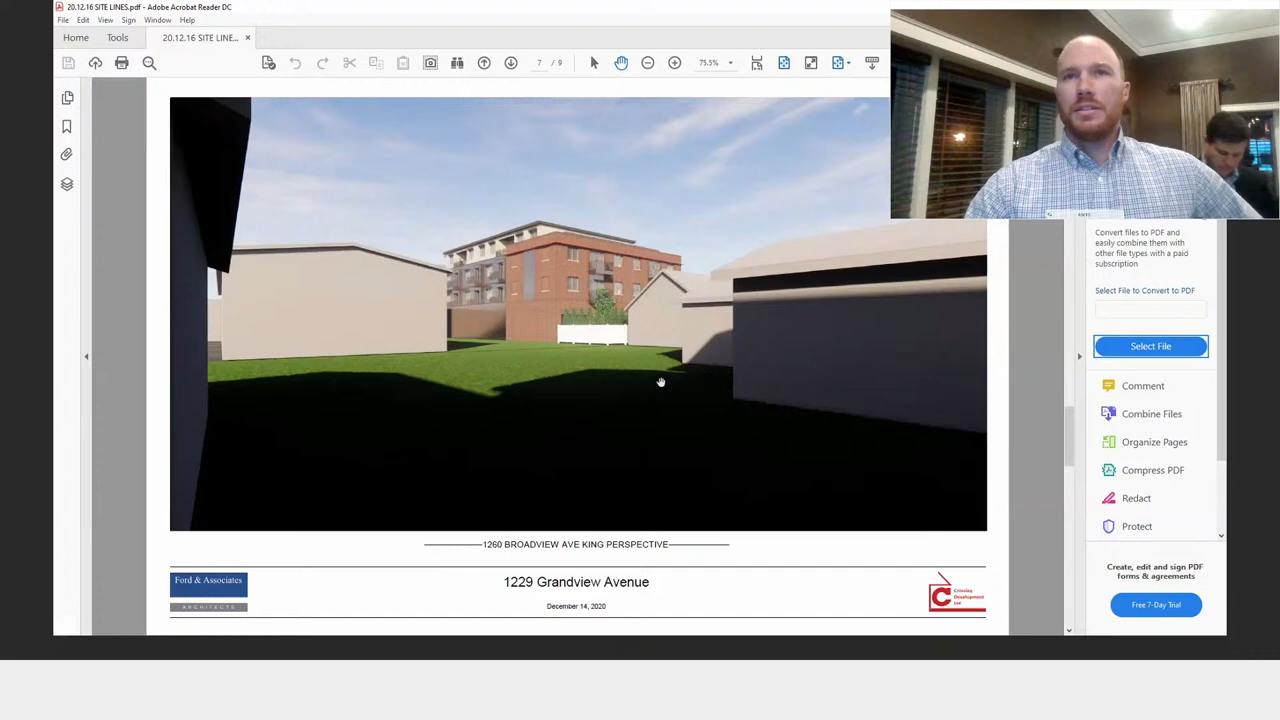 20.12.16 SITE LINES.pdf - Adobe Acrobat Reader DC
File Edit View Sign Window Help
Home Tools 20.12.16 SITE LINE... ×
7 / 9 75.5%
Convert files to PDF and
easily combine them with
other file types with a paid
subscription
Select File to Convert to PDF
Select File
Comment
Combine Files
Organize Pages
Compress PDF
Redact
Protect
Create, edit and sign PDF
forms & agreements
Free 7-Day Trial
1260 BROADVIEW AVE KING PERSPECTIVE
Ford & Associates
ARCHITECTS
1229 Grandview Avenue
December 14, 2020
C Crossing
Development
Ltd